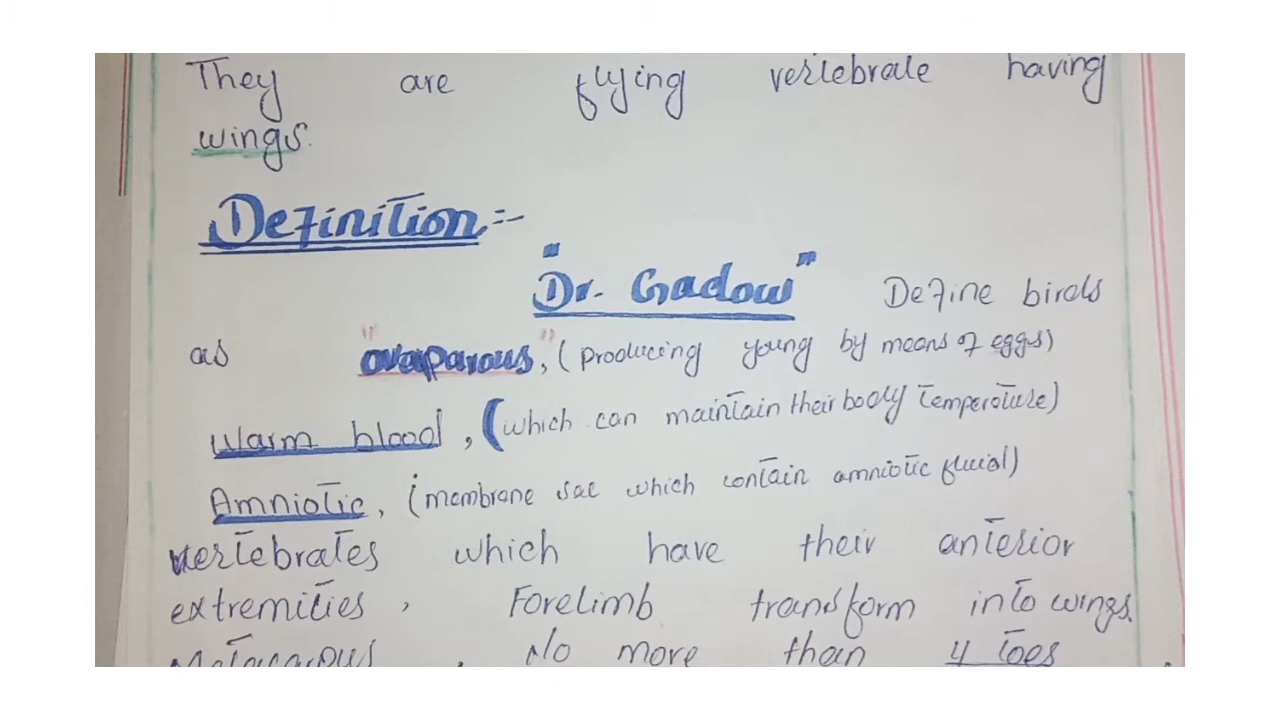 They are flying vertebrate having
wings.
Definition:-
"Dr. Gadow" Define birds
as "ovaparous", (producing young by means of eggs)
Warm blood, (which can maintain their body temperature)
Amniotic, (membrane sac which contain amniotic fluid)
vertebrates which have their anterior
extremities, Forelimb transform into wings.
, No more than 4 toes